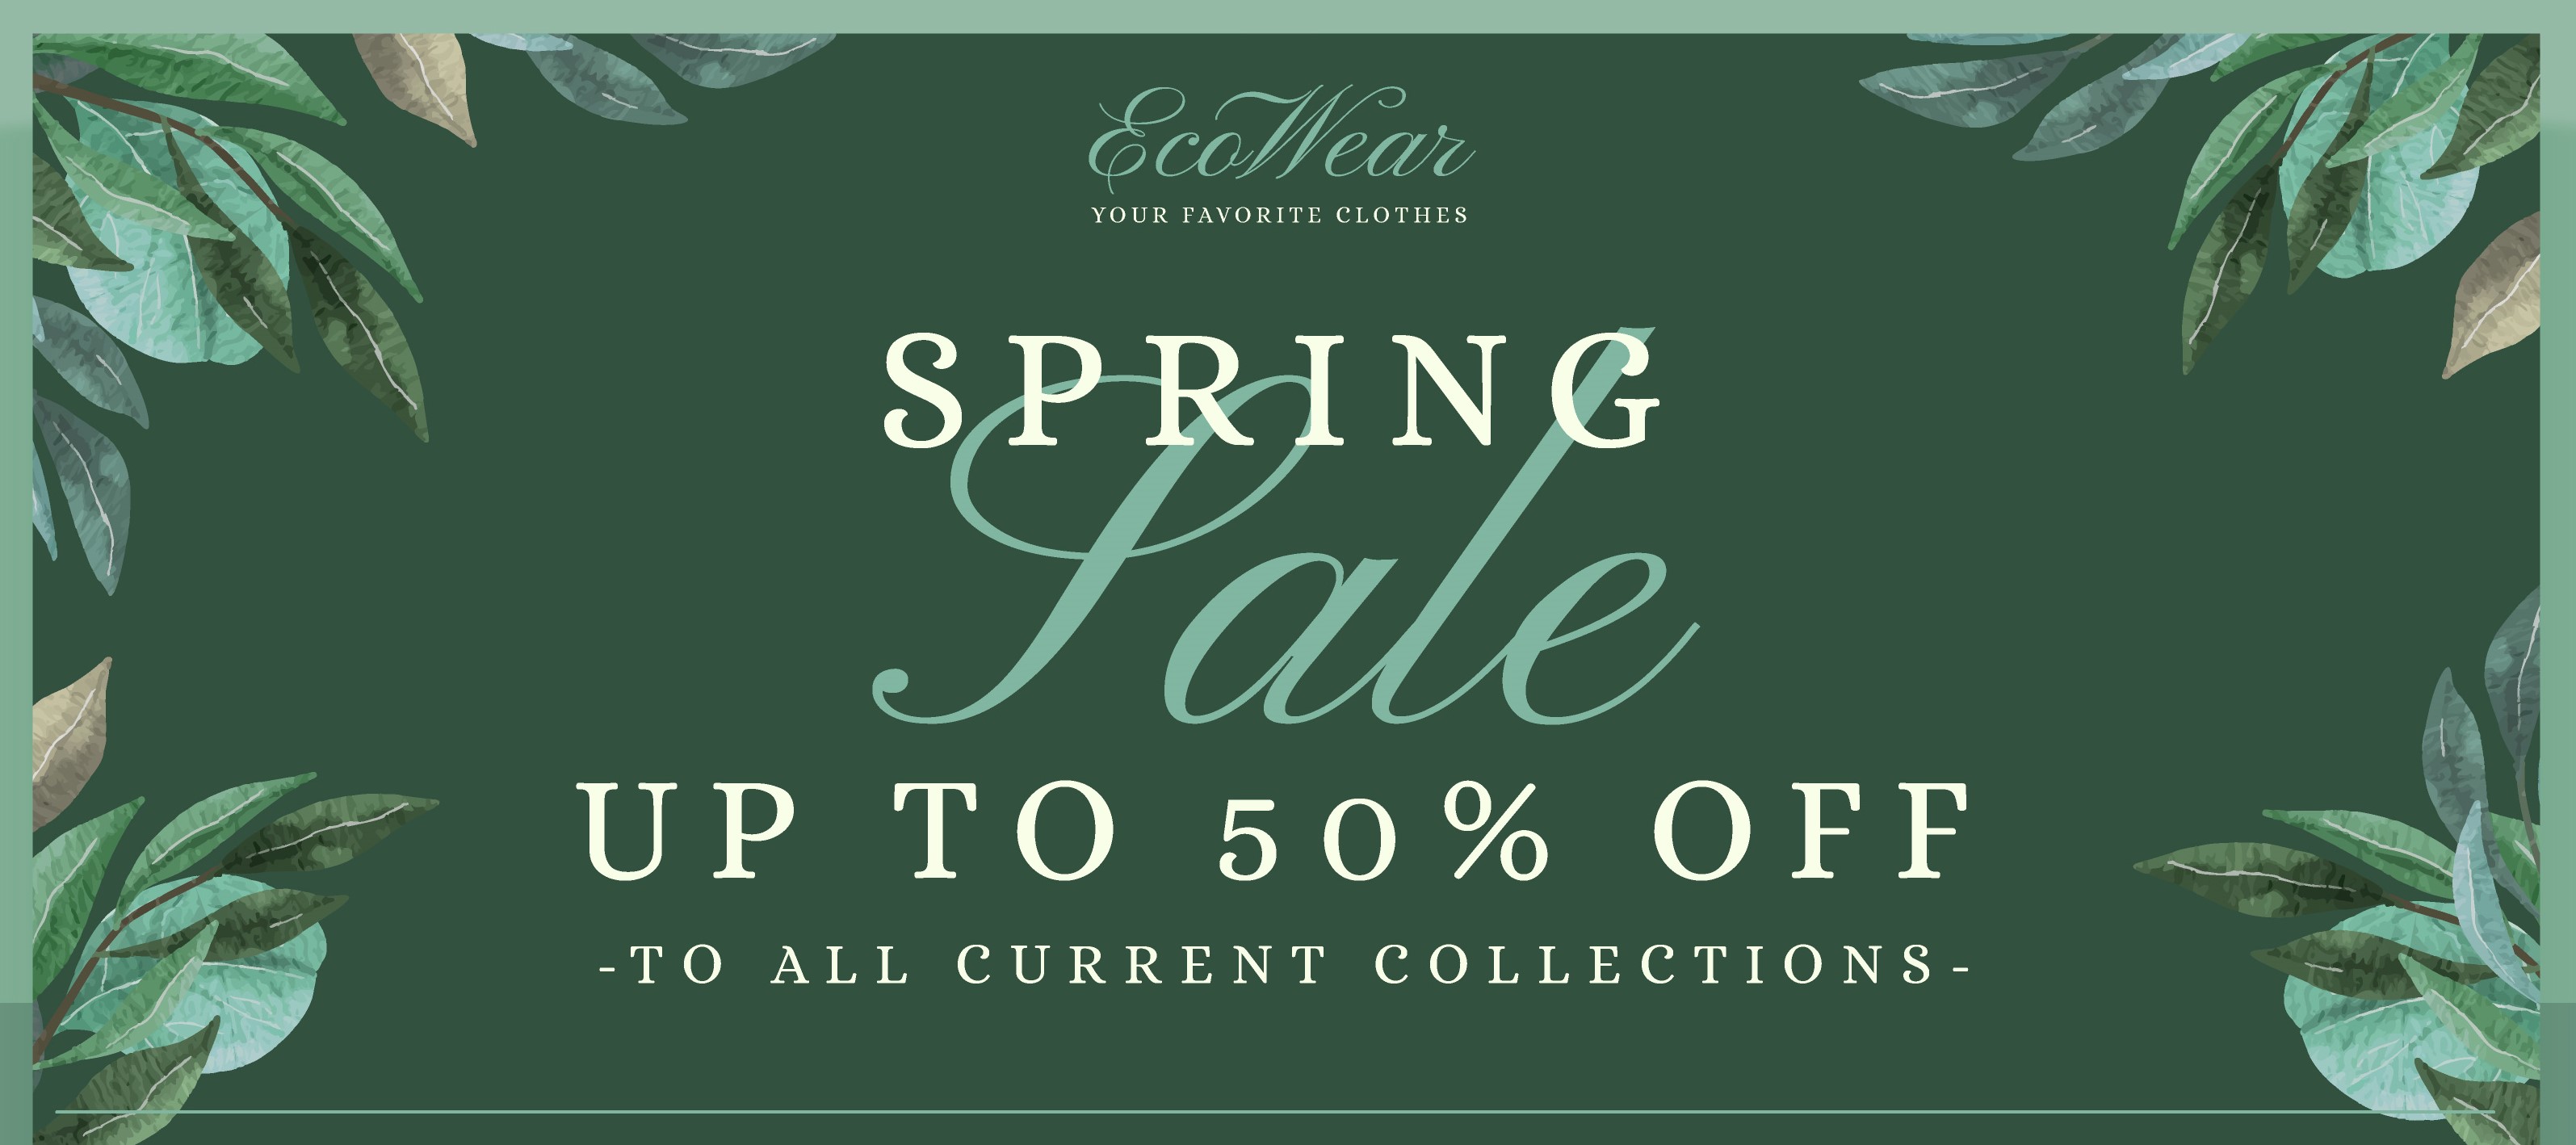 EcoWear
YOUR FAVORITE CLOTHES
SPRING
Sale
UP TO 50% OFF
-TO ALL CURRENT COLLECTIONS-